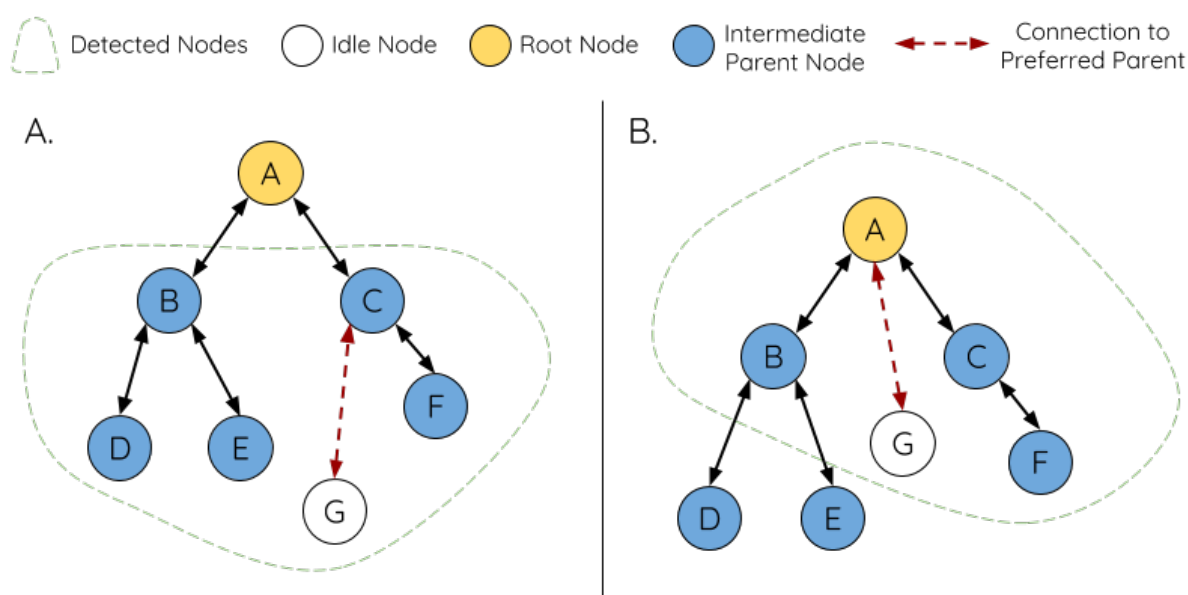 Detected Nodes
Idle Node
Root Node
Intermediate
Parent Node
Connection to
Preferred Parent
A.
A
B
C
D
E
F
G
B.
A
B
C
G
F
D
E